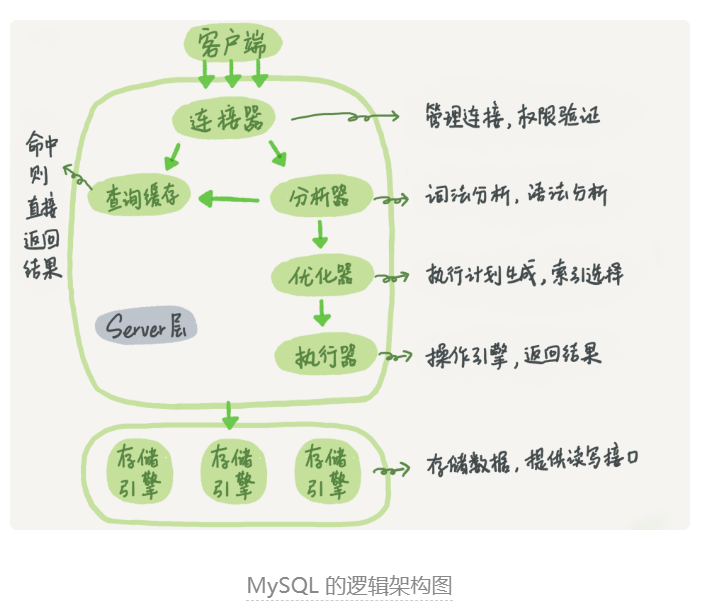 客户端
连接器
管理连接，权限验证
命中
则
直接
返回
结果
查询缓存
分析器
词法分析，语法分析
优化器
执行计划生成，索引选择
Server层
执行器
操作引擎，返回结果
存储
引擎
存储
引擎
存储
引擎
存储数据，提供读写接口
MySQL 的逻辑架构图